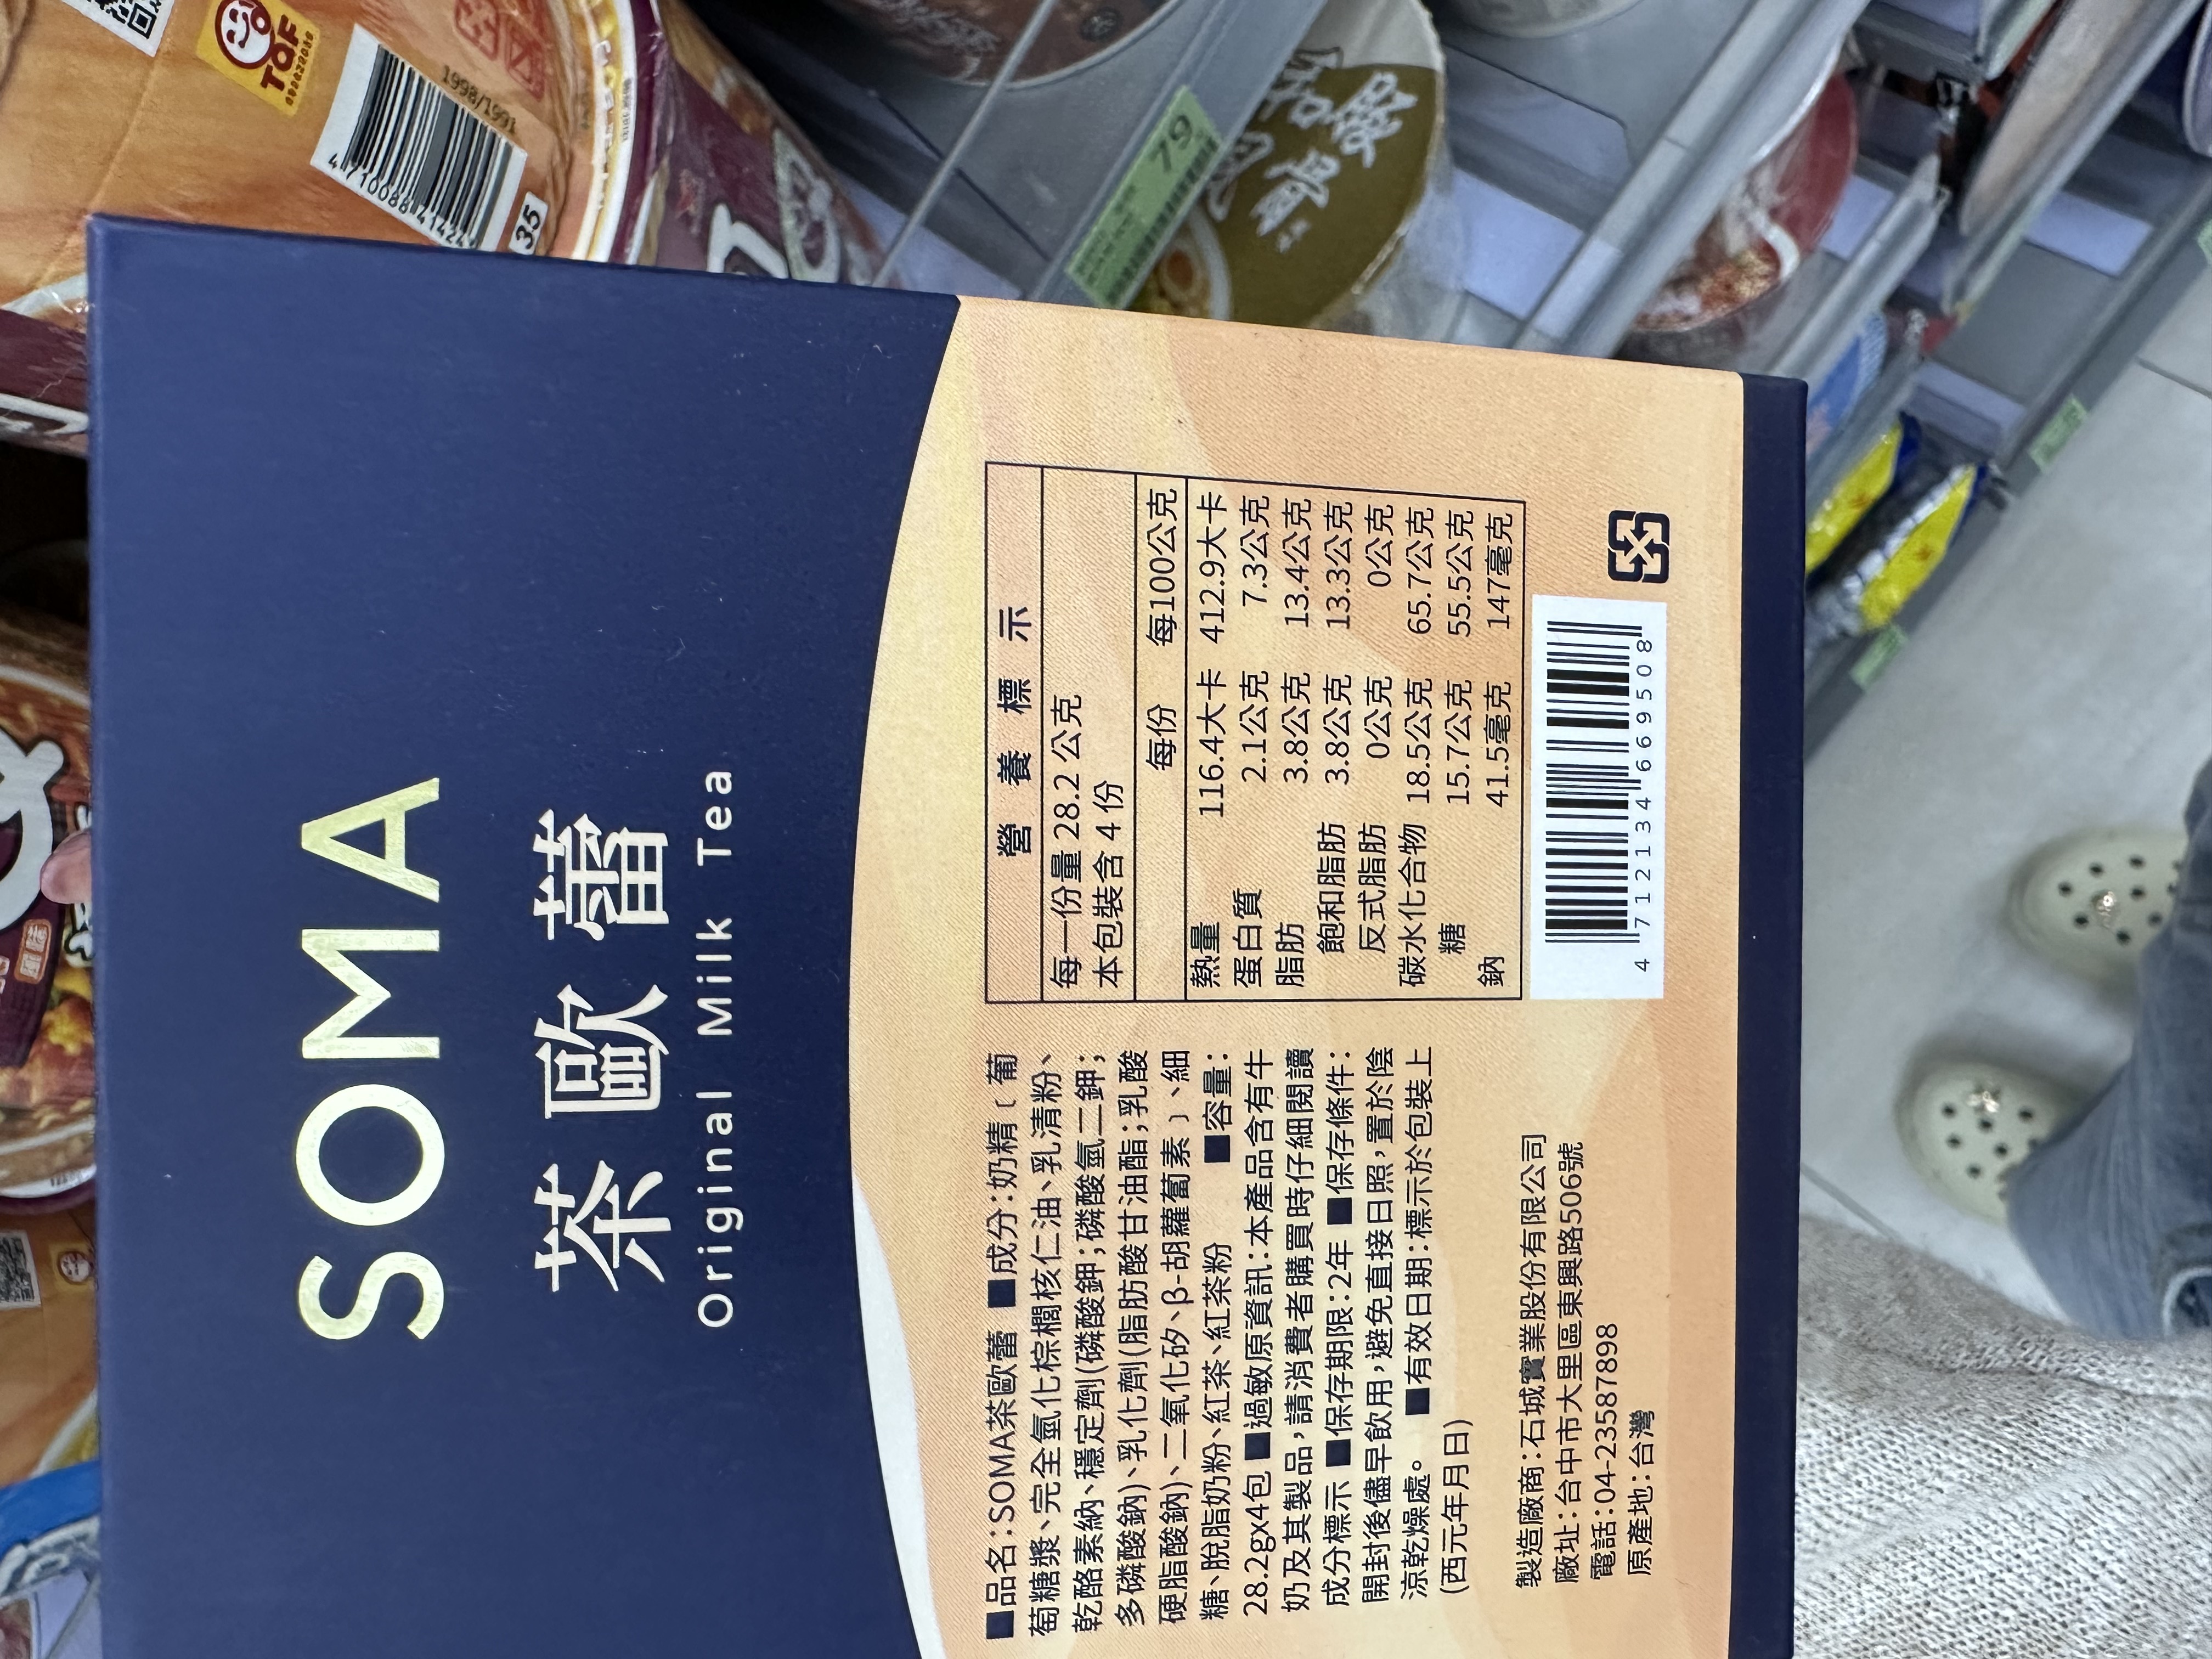 風味
Q
TQF
4710088414242
1998/1991
35
79
SOMA
茶歐蕾
Original Milk Tea
■品名:SOMA茶歐蕾 ■成分:奶精﹝葡
萄糖漿、完全氫化棕櫚核仁油、乳清粉、
乾酪素納、穩定劑(磷酸鉀;磷酸氫二鉀;
多磷酸鈉)、乳化劑(脂肪酸甘油酯;乳酸
硬脂酸鈉)、二氧化矽、β-胡蘿蔔素﹞、細
糖、脫脂奶粉、紅茶、紅茶粉 ■容量:
28.2gx4包 ■過敏原資訊:本產品含有牛
奶及其製品,請消費者購買時仔細閱讀
成分標示 ■保存期限:2年 ■保存條件:
開封後儘早飲用,避免直接日照,置於陰
涼乾燥處。 ■有效日期:標示於包裝上
(西元年月日)
製造廠商:石城實業股份有限公司
廠址:台中市大里區東興路506號
電話:04-23587898
原產地:台灣
營養標示
每一份量 28.2 公克
本包裝含 4 份
每份 每100公克
熱量 116.4大卡 412.9大卡
蛋白質 2.1公克 7.3公克
脂肪 3.8公克 13.4公克
飽和脂肪 3.8公克 13.3公克
反式脂肪 0公克 0公克
碳水化合物 18.5公克 65.7公克
糖 15.7公克 55.5公克
鈉 41.5毫克 147毫克
4 712134 669508